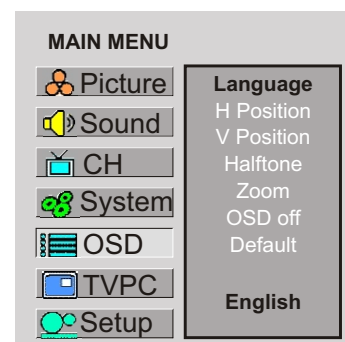 MAIN MENU
Picture
Sound
CH
System
OSD
TVPC
Setup
Language
H Position
V Position
Halftone
Zoom
OSD off
Default
English